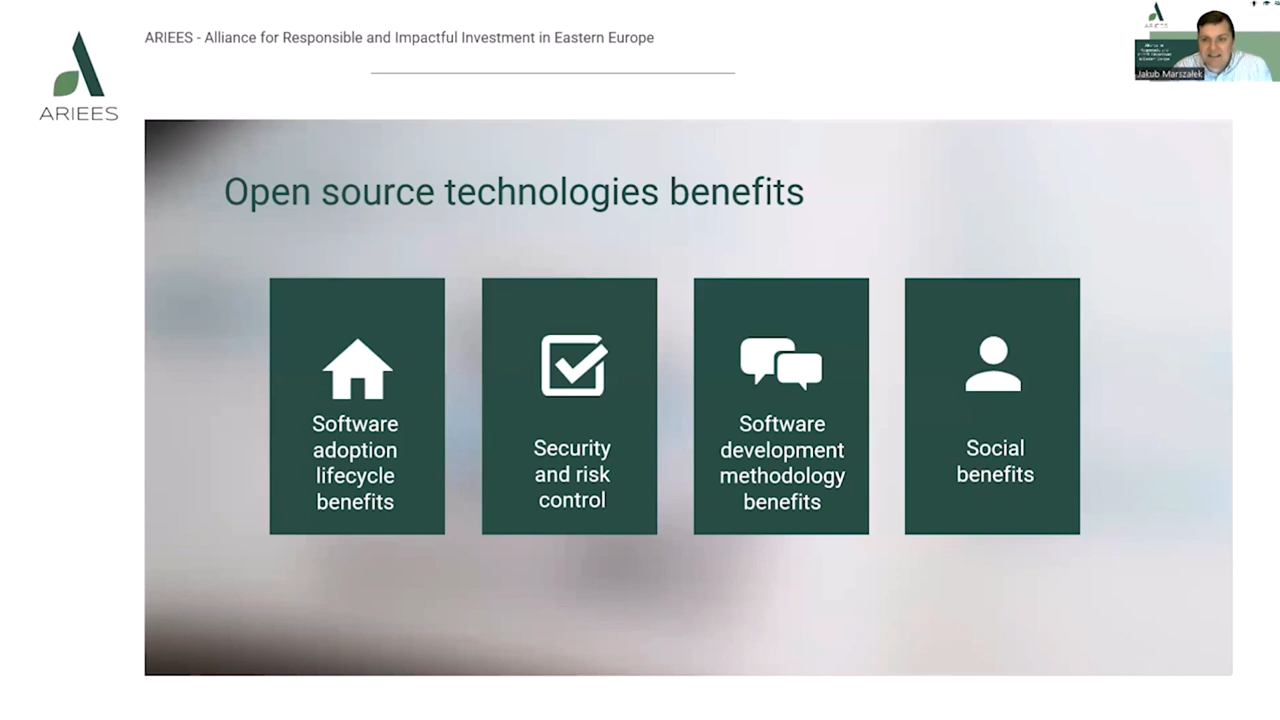 ARIEES - Alliance for Responsible and Impactful Investment in Eastern Europe
ARIEES
Jakub Marszałek
Open source technologies benefits
Software
adoption
lifecycle
benefits
Security
and risk
control
Software
development
methodology
benefits
Social
benefits